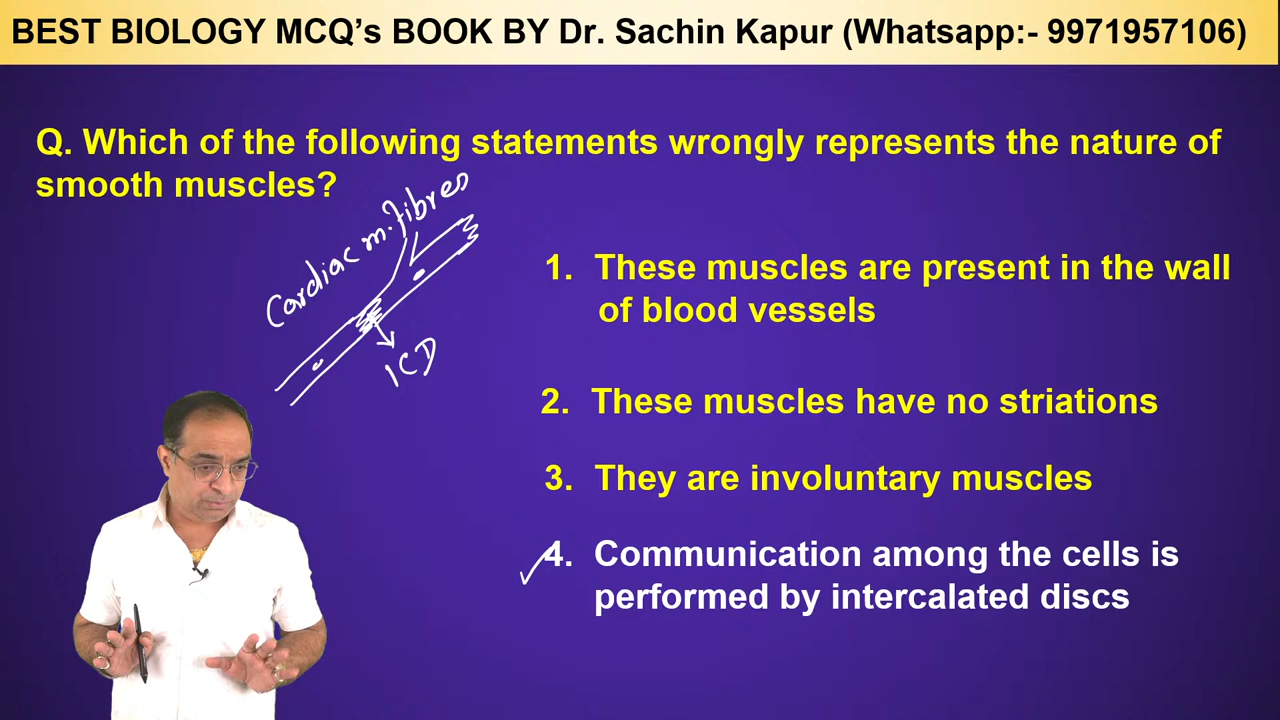 BEST BIOLOGY MCQ’s BOOK BY Dr. Sachin Kapur (Whatsapp:- 9971957106)
Q. Which of the following statements wrongly represents the nature of
smooth muscles?
Cardiac m. fibres
ICD
1. These muscles are present in the wall
of blood vessels
2. These muscles have no striations
3. They are involuntary muscles
4. Communication among the cells is
performed by intercalated discs